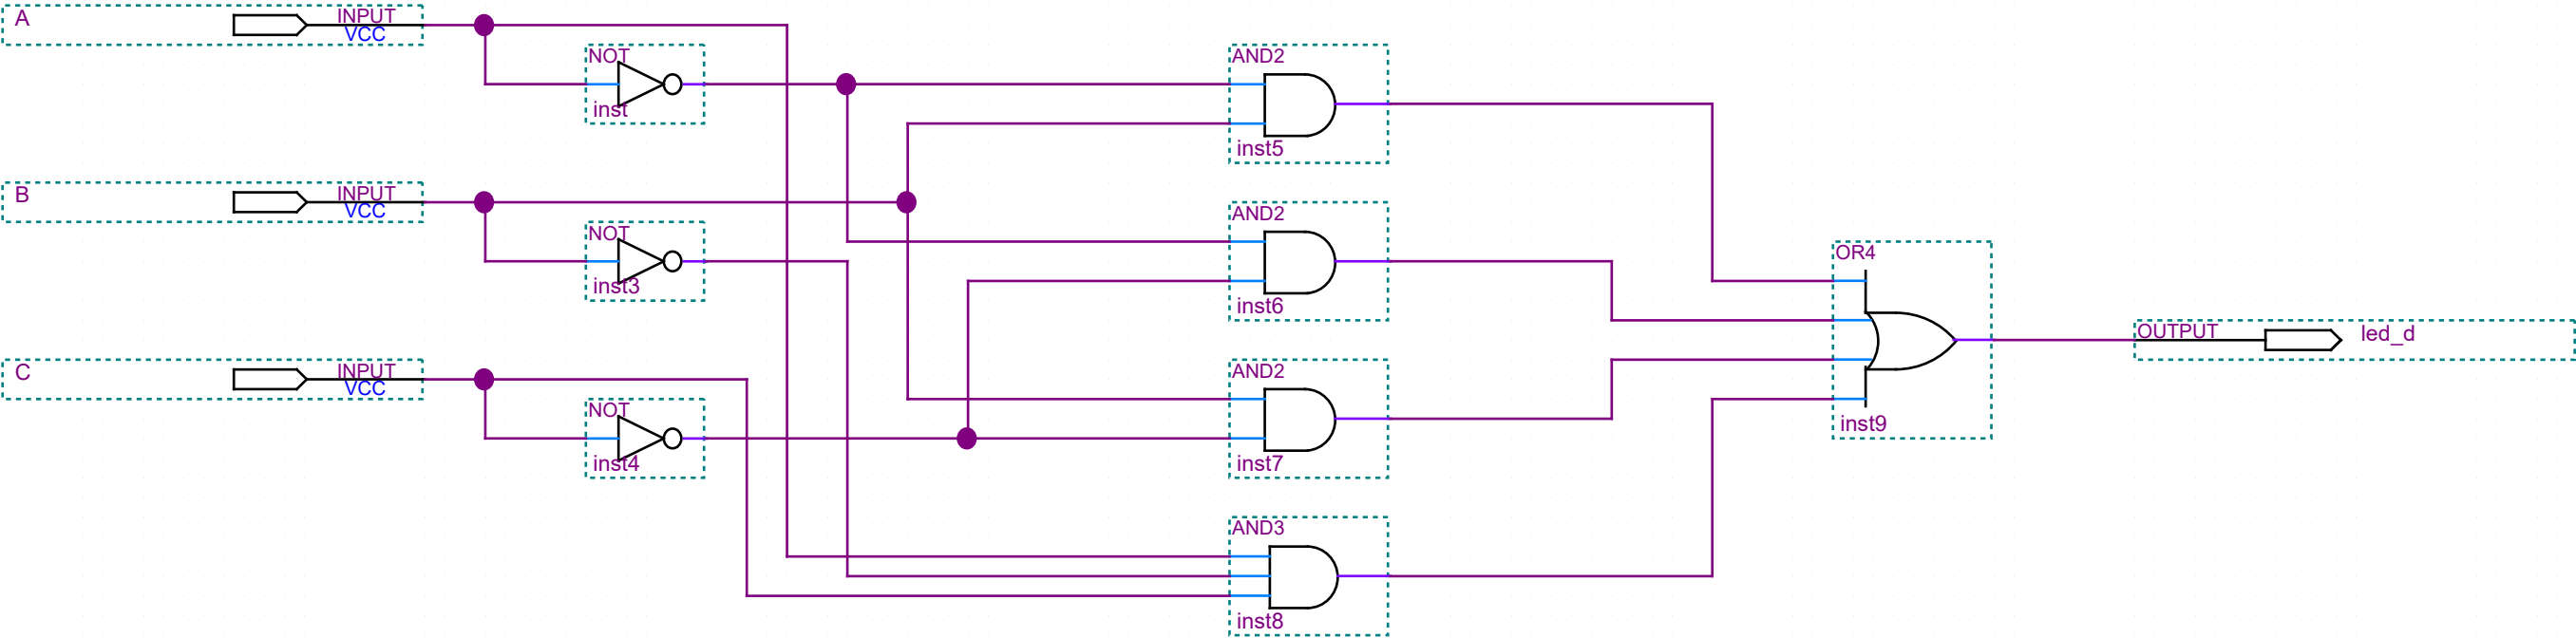 A
INPUT
VCC
NOT
inst
AND2
inst5
B
INPUT
VCC
NOT
inst3
AND2
inst6
OR4
inst9
OUTPUT
led_d
C
INPUT
VCC
NOT
inst4
AND2
inst7
AND3
inst8